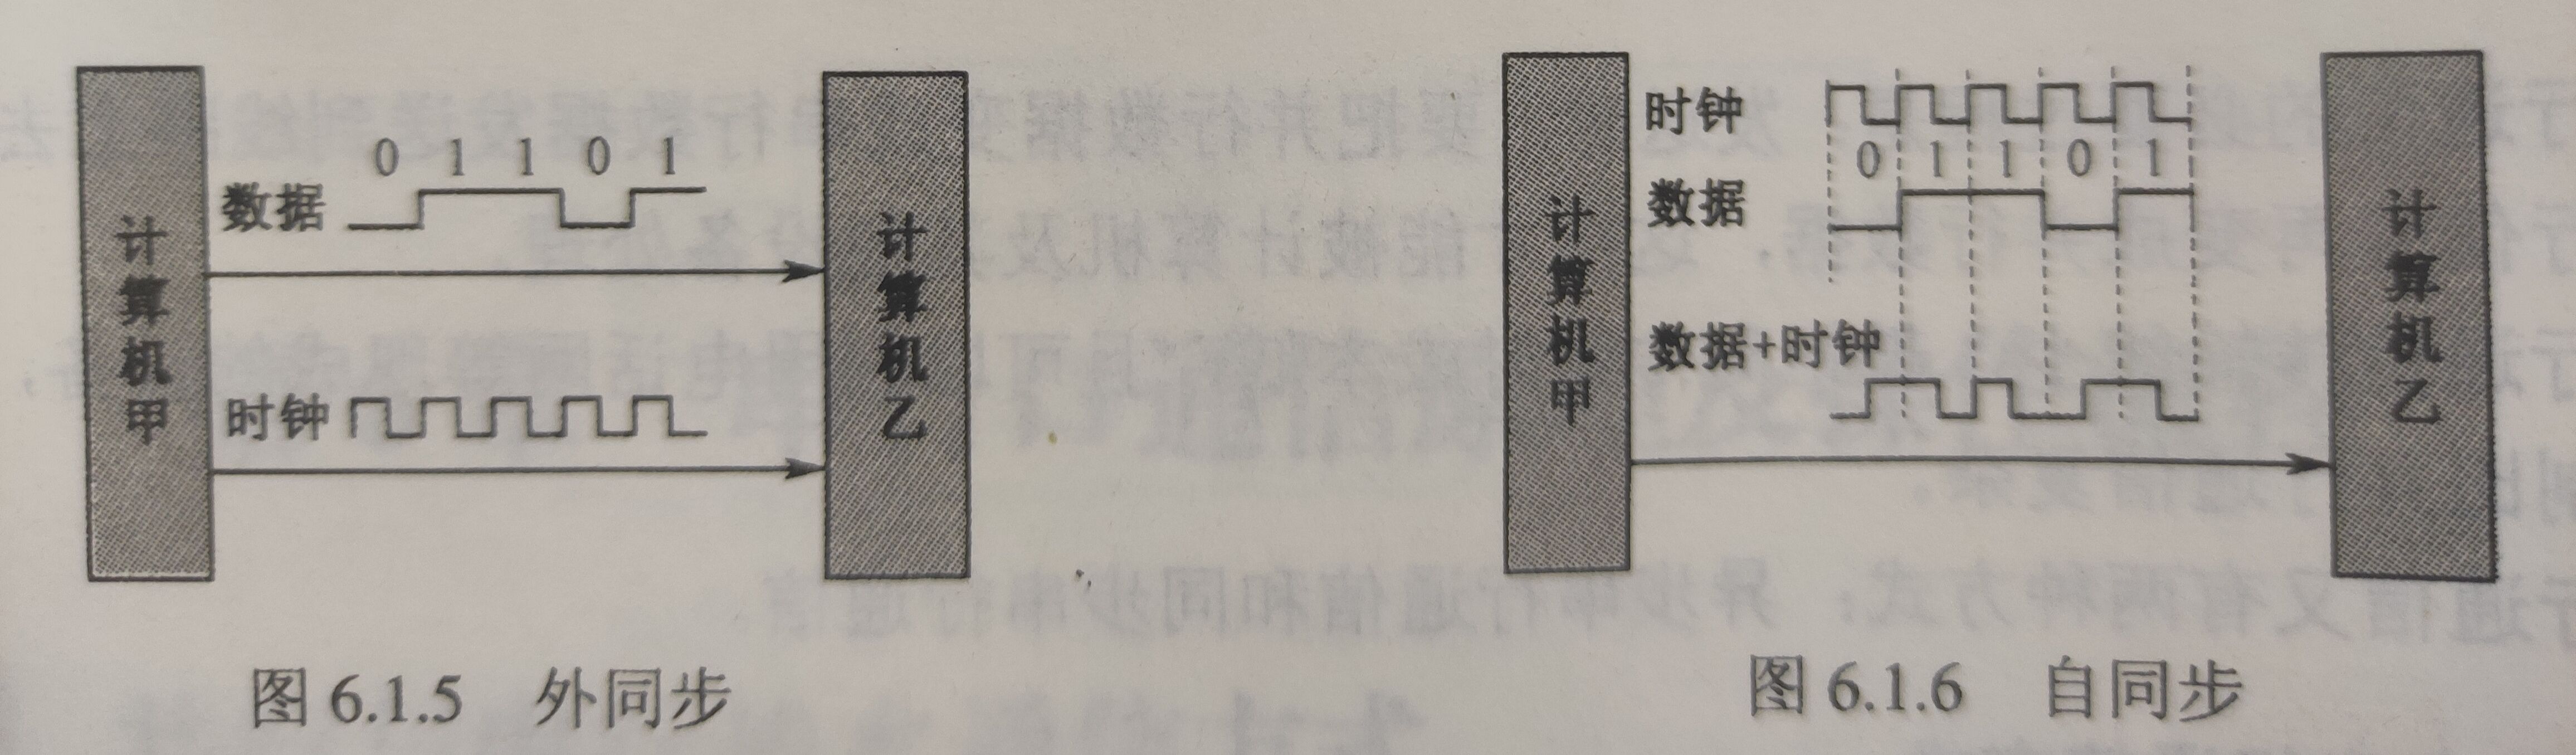 计算机甲
数据
0 1 1 0 1
时钟
计算机乙
图 6.1.5 外同步
计算机甲
时钟
0 1 1 0 1
数据
数据+时钟
计算机乙
图 6.1.6 自同步